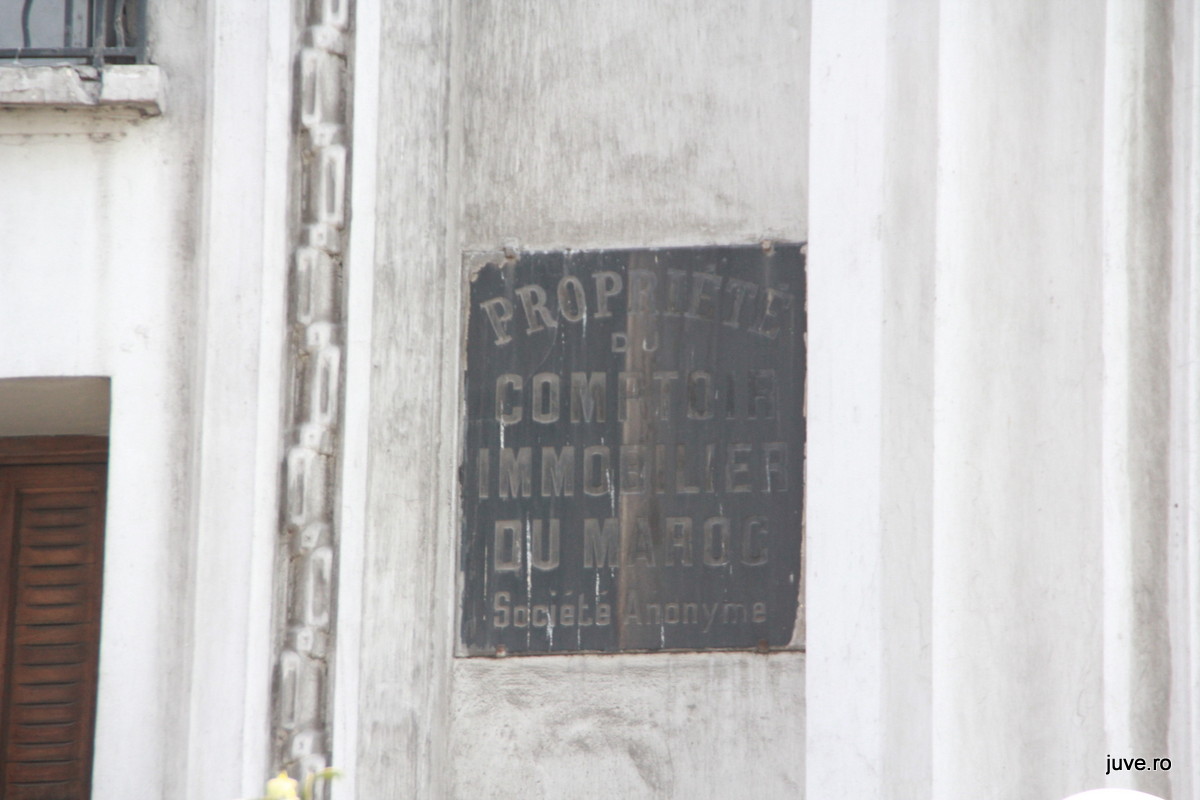 PROPRIÉTÉ
DU
COMPTOIR
IMMOBILIER
DU MAROC
Société Anonyme
juve.ro